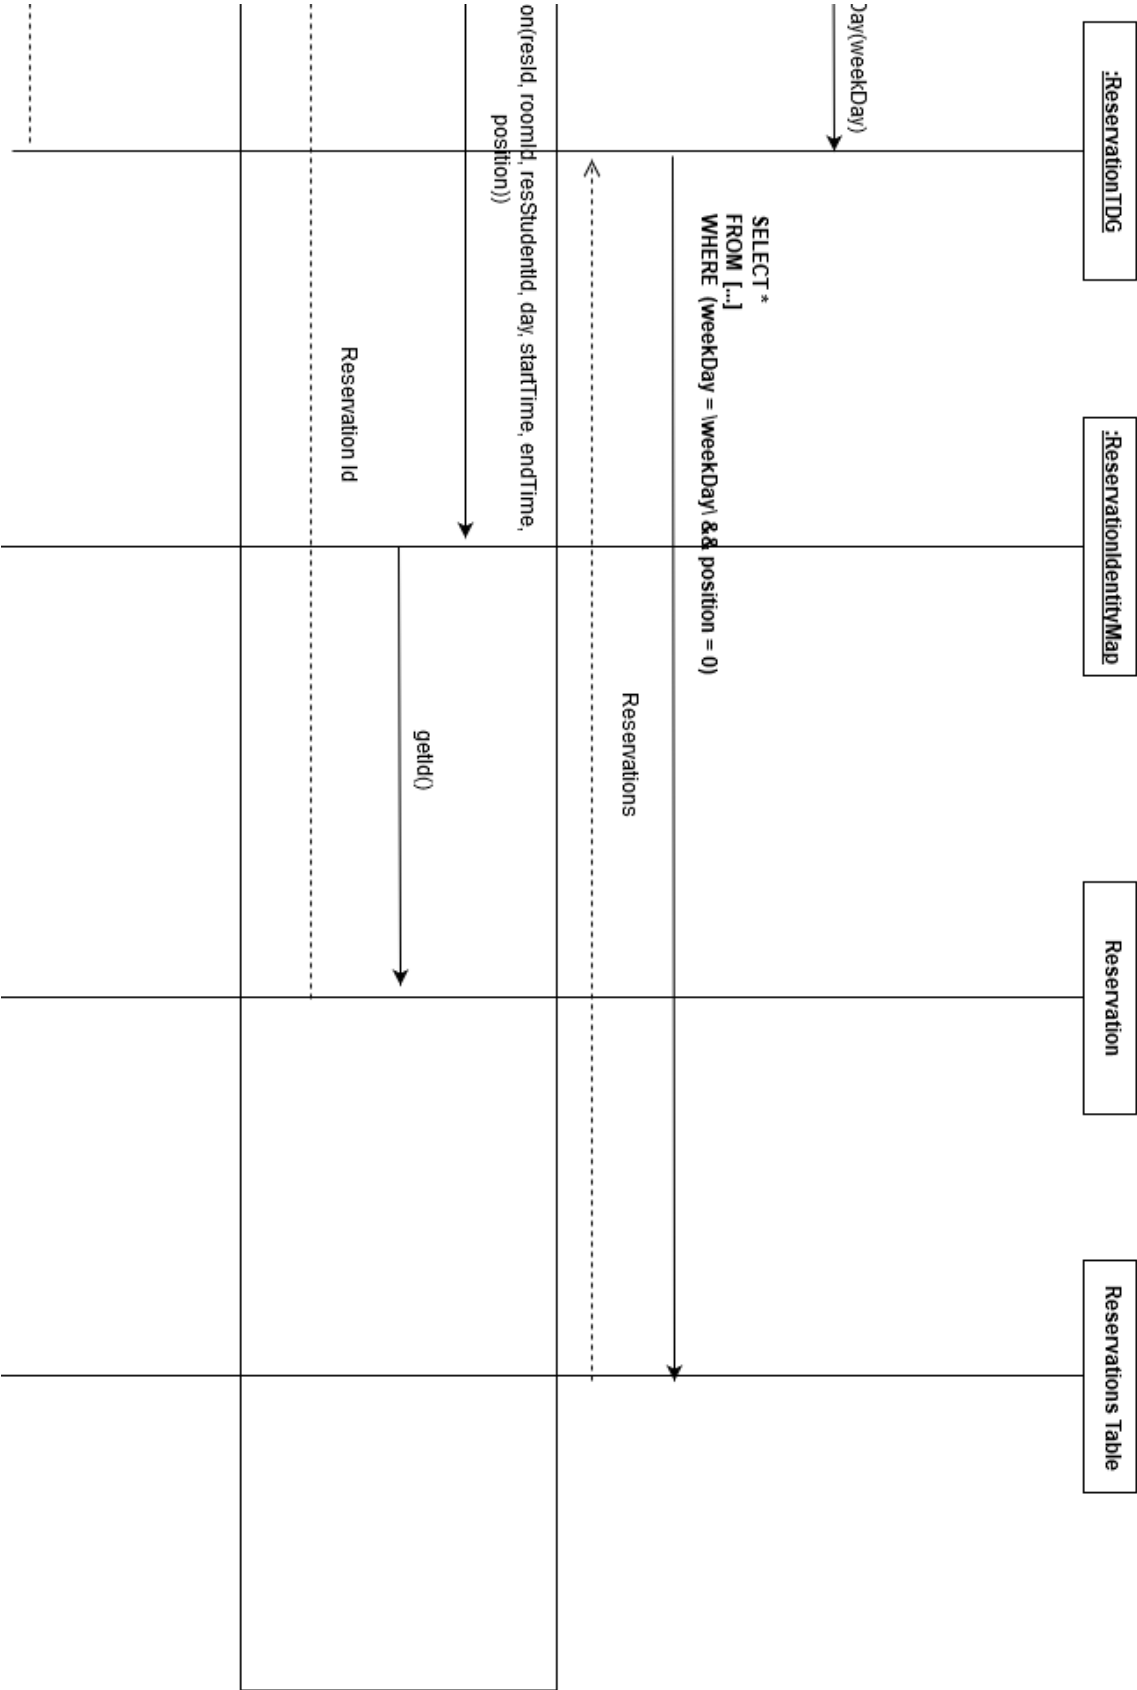 :ReservationTDG
:ReservationIdentityMap
Reservation
Reservations Table
Day(weekDay)
SELECT *
FROM [...]
WHERE (weekDay = \weekDay\ && position = 0)
Reservations
on(resId, roomId, resStudentId, day, startTime, endTime,
position))
getId()
Reservation Id